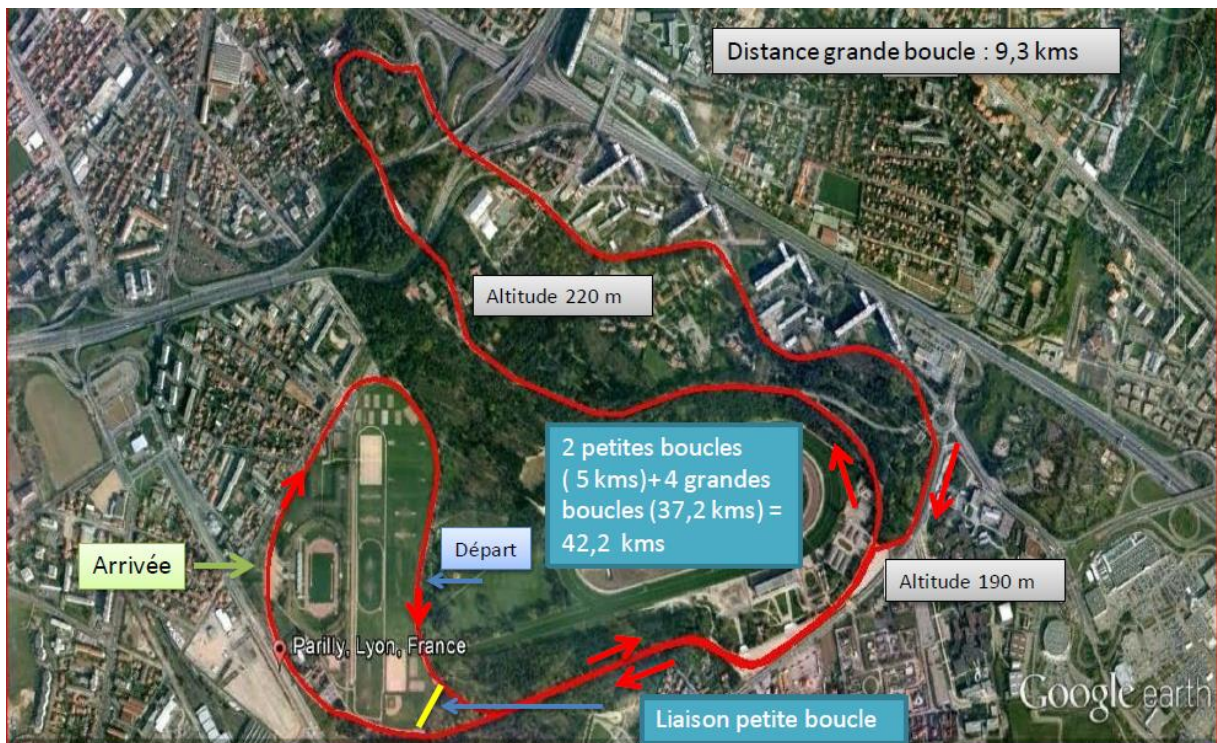 Distance grande boucle : 9,3 kms
Altitude 220 m
2 petites boucles
( 5 kms)+4 grandes
boucles (37,2 kms) =
42,2 kms
Départ
Arrivée
Altitude 190 m
Parilly, Lyon, France
Liaison petite boucle
Google earth